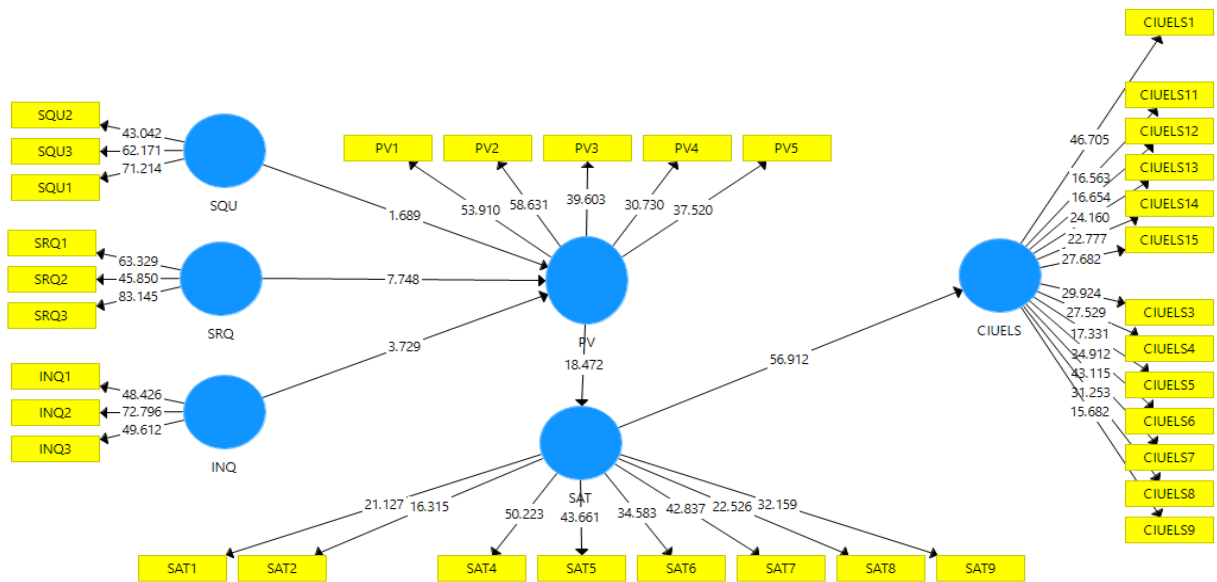 SQU2
SQU3
SQU1
43.042
62.171
71.214
SQU
SRQ1
SRQ2
SRQ3
63.329
45.850
83.145
SRQ
INQ1
INQ2
INQ3
48.426
72.796
49.612
INQ
1.689
7.748
3.729
PV1
PV2
PV3
PV4
PV5
53.910
58.631
39.603
30.730
37.520
PV
18.472
SAT
56.912
21.127
16.315
50.223
43.661
34.583
42.837
22.526
32.159
SAT1
SAT2
SAT4
SAT5
SAT6
SAT7
SAT8
SAT9
CIUELS
46.705
16.563
16.654
24.160
22.777
27.682
29.924
27.529
17.331
34.912
43.115
31.253
15.682
CIUELS1
CIUELS11
CIUELS12
CIUELS13
CIUELS14
CIUELS15
CIUELS3
CIUELS4
CIUELS5
CIUELS6
CIUELS7
CIUELS8
CIUELS9